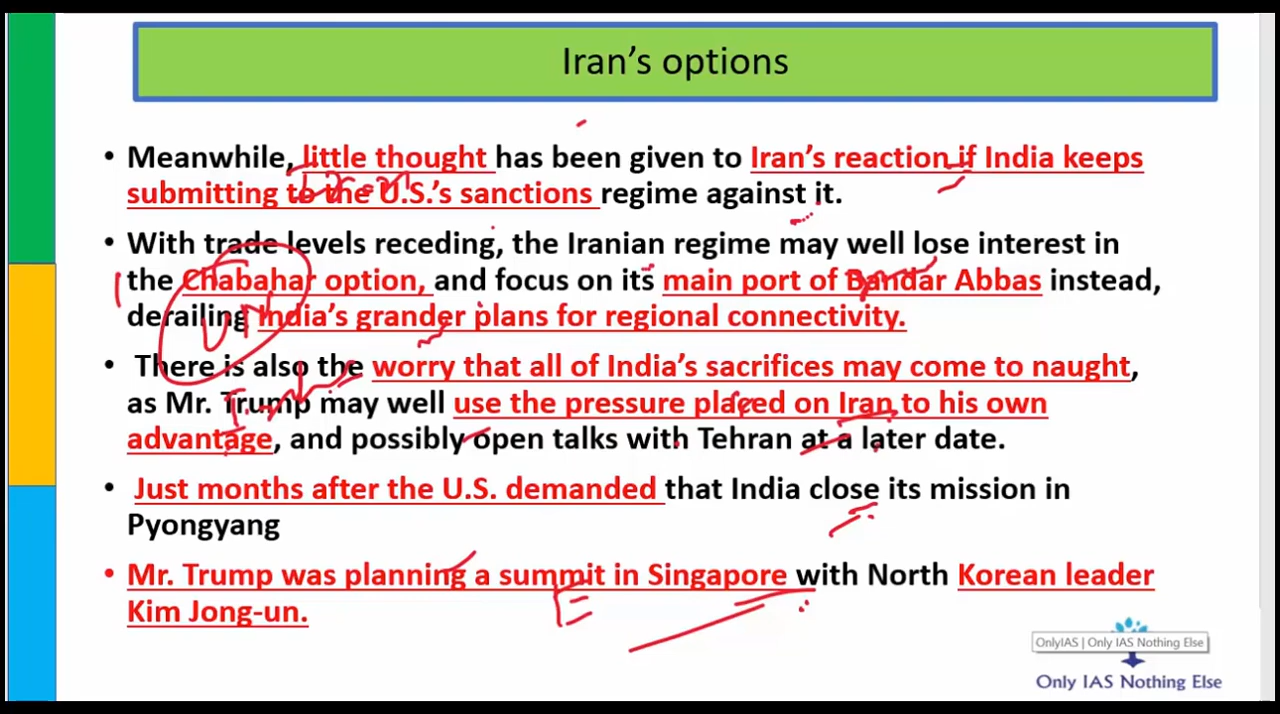 Iran’s options
• Meanwhile, little thought has been given to Iran’s reaction if India keeps
submitting to the U.S.’s sanctions regime against it.
• With trade levels receding, the Iranian regime may well lose interest in
the Chabahar option, and focus on its main port of Bandar Abbas instead,
derailing India’s grander plans for regional connectivity.
• There is also the worry that all of India’s sacrifices may come to naught,
as Mr. Trump may well use the pressure placed on Iran to his own
advantage, and possibly open talks with Tehran at a later date.
• Just months after the U.S. demanded that India close its mission in
Pyongyang
• Mr. Trump was planning a summit in Singapore with North Korean leader
Kim Jong-un.
OnlyIAS | Only IAS Nothing Else
Only IAS Nothing Else